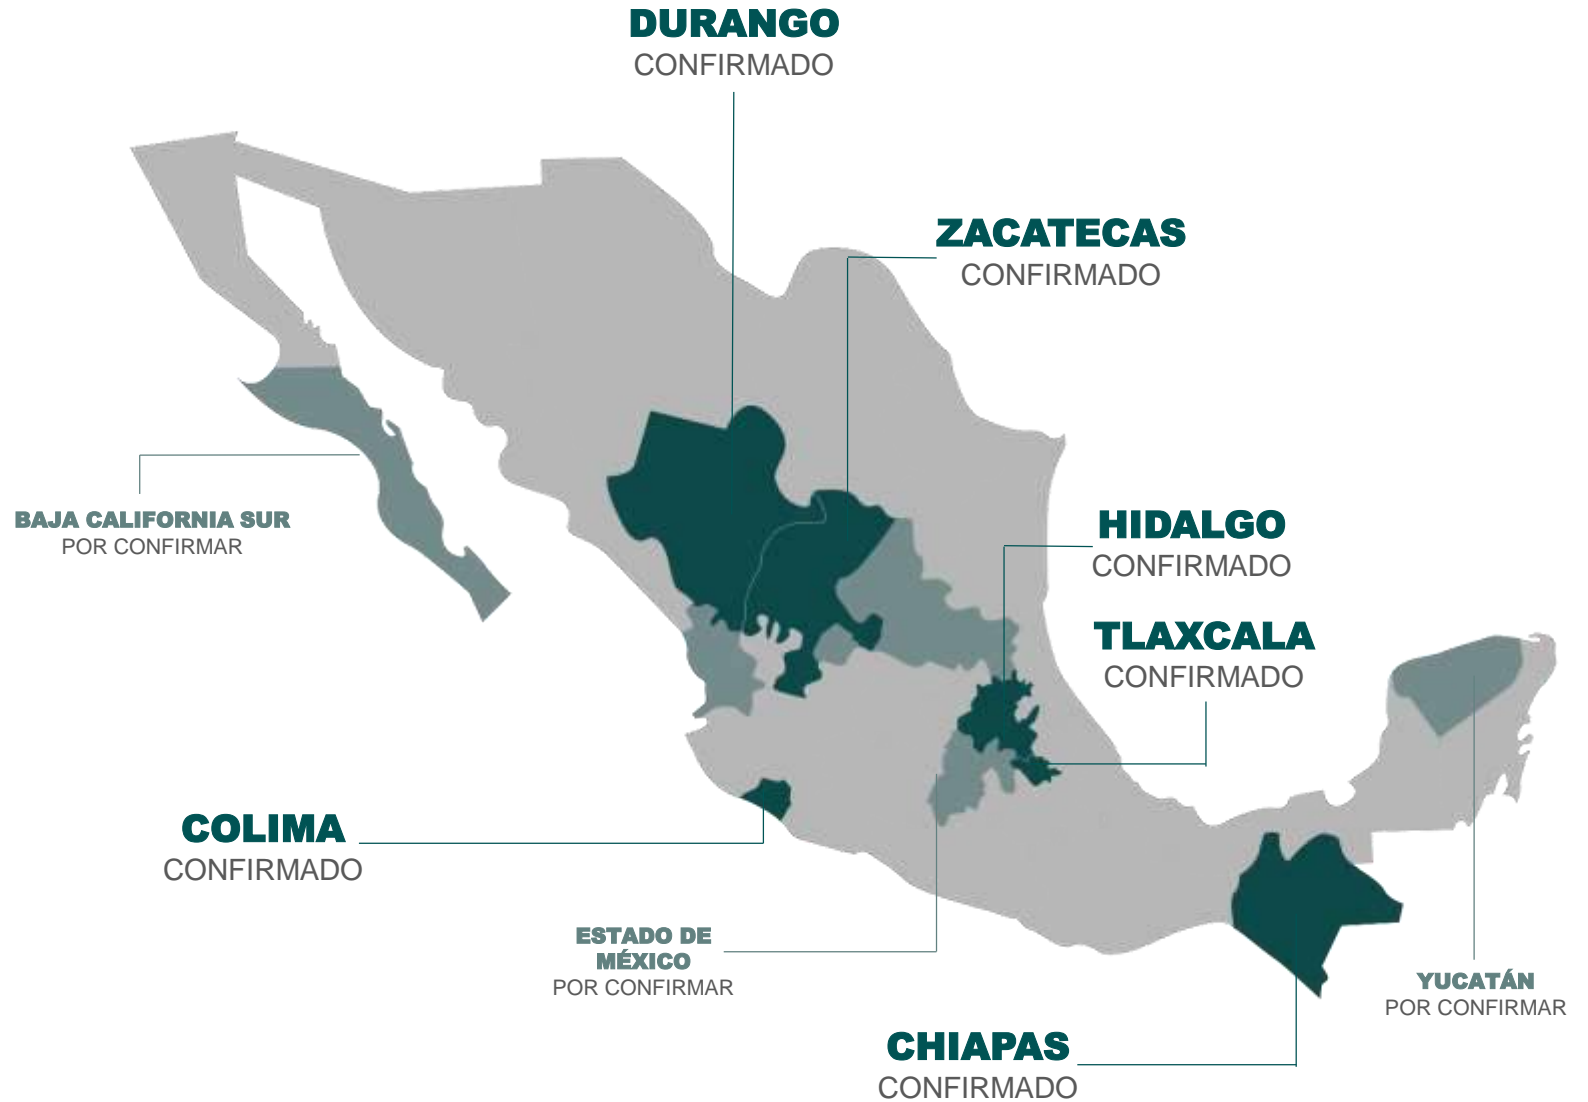 DURANGO
CONFIRMADO
ZACATECAS
CONFIRMADO
BAJA CALIFORNIA SUR
POR CONFIRMAR
HIDALGO
CONFIRMADO
TLAXCALA
CONFIRMADO
COLIMA
CONFIRMADO
ESTADO DE
MÉXICO
POR CONFIRMAR
YUCATÁN
POR CONFIRMAR
CHIAPAS
CONFIRMADO